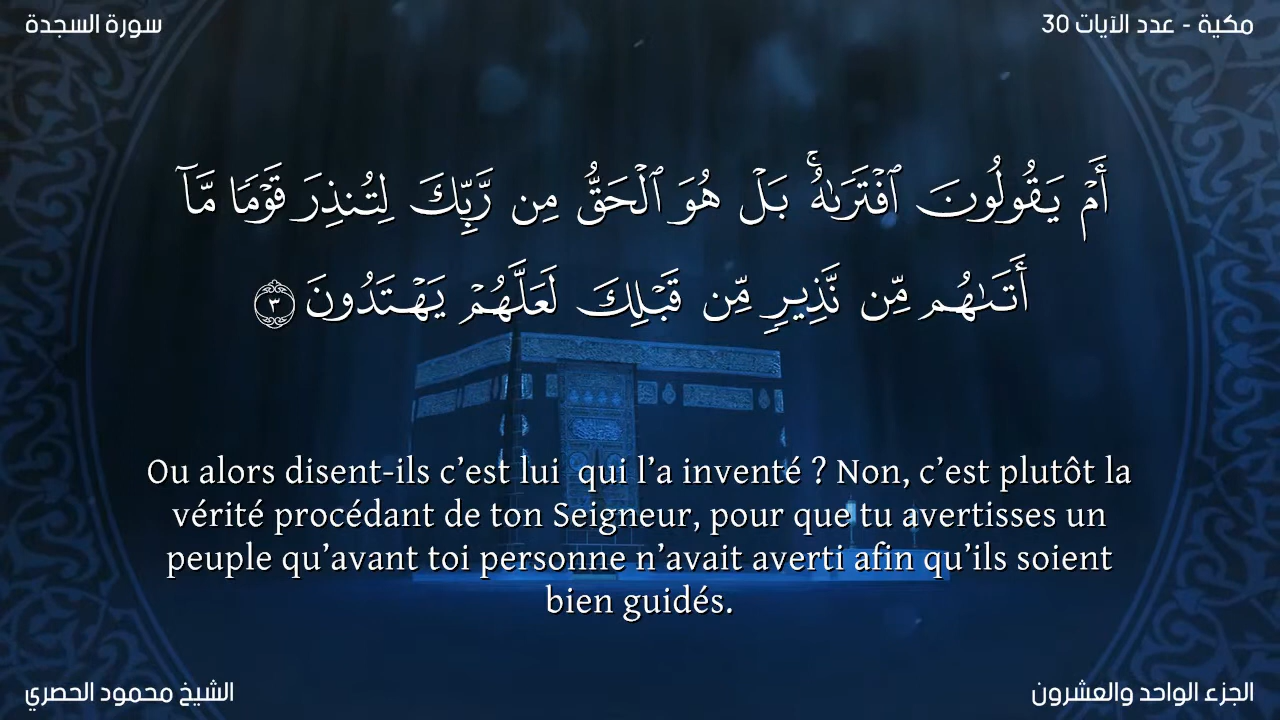 سورة السجدة
مكية - عدد الآيات 30
أَمْ يَقُولُونَ ٱفْتَرَىٰهُ ۚ بَلْ هُوَ ٱلْحَقُّ مِن رَّبِّكَ لِتُنذِرَ قَوْمًا مَّآ
أَتَىٰهُم مِّن نَّذِيرٍ مِّن قَبْلِكَ لَعَلَّهُمْ يَهْتَدُونَ ٣
Ou alors disent-ils c’est lui  qui l’a inventé ? Non, c’est plutôt la
vérité procédant de ton Seigneur, pour que tu avertisses un
peuple qu’avant toi personne n’avait averti afin qu’ils soient
bien guidés.
الشيخ محمود الحصري
الجزء الواحد والعشرون